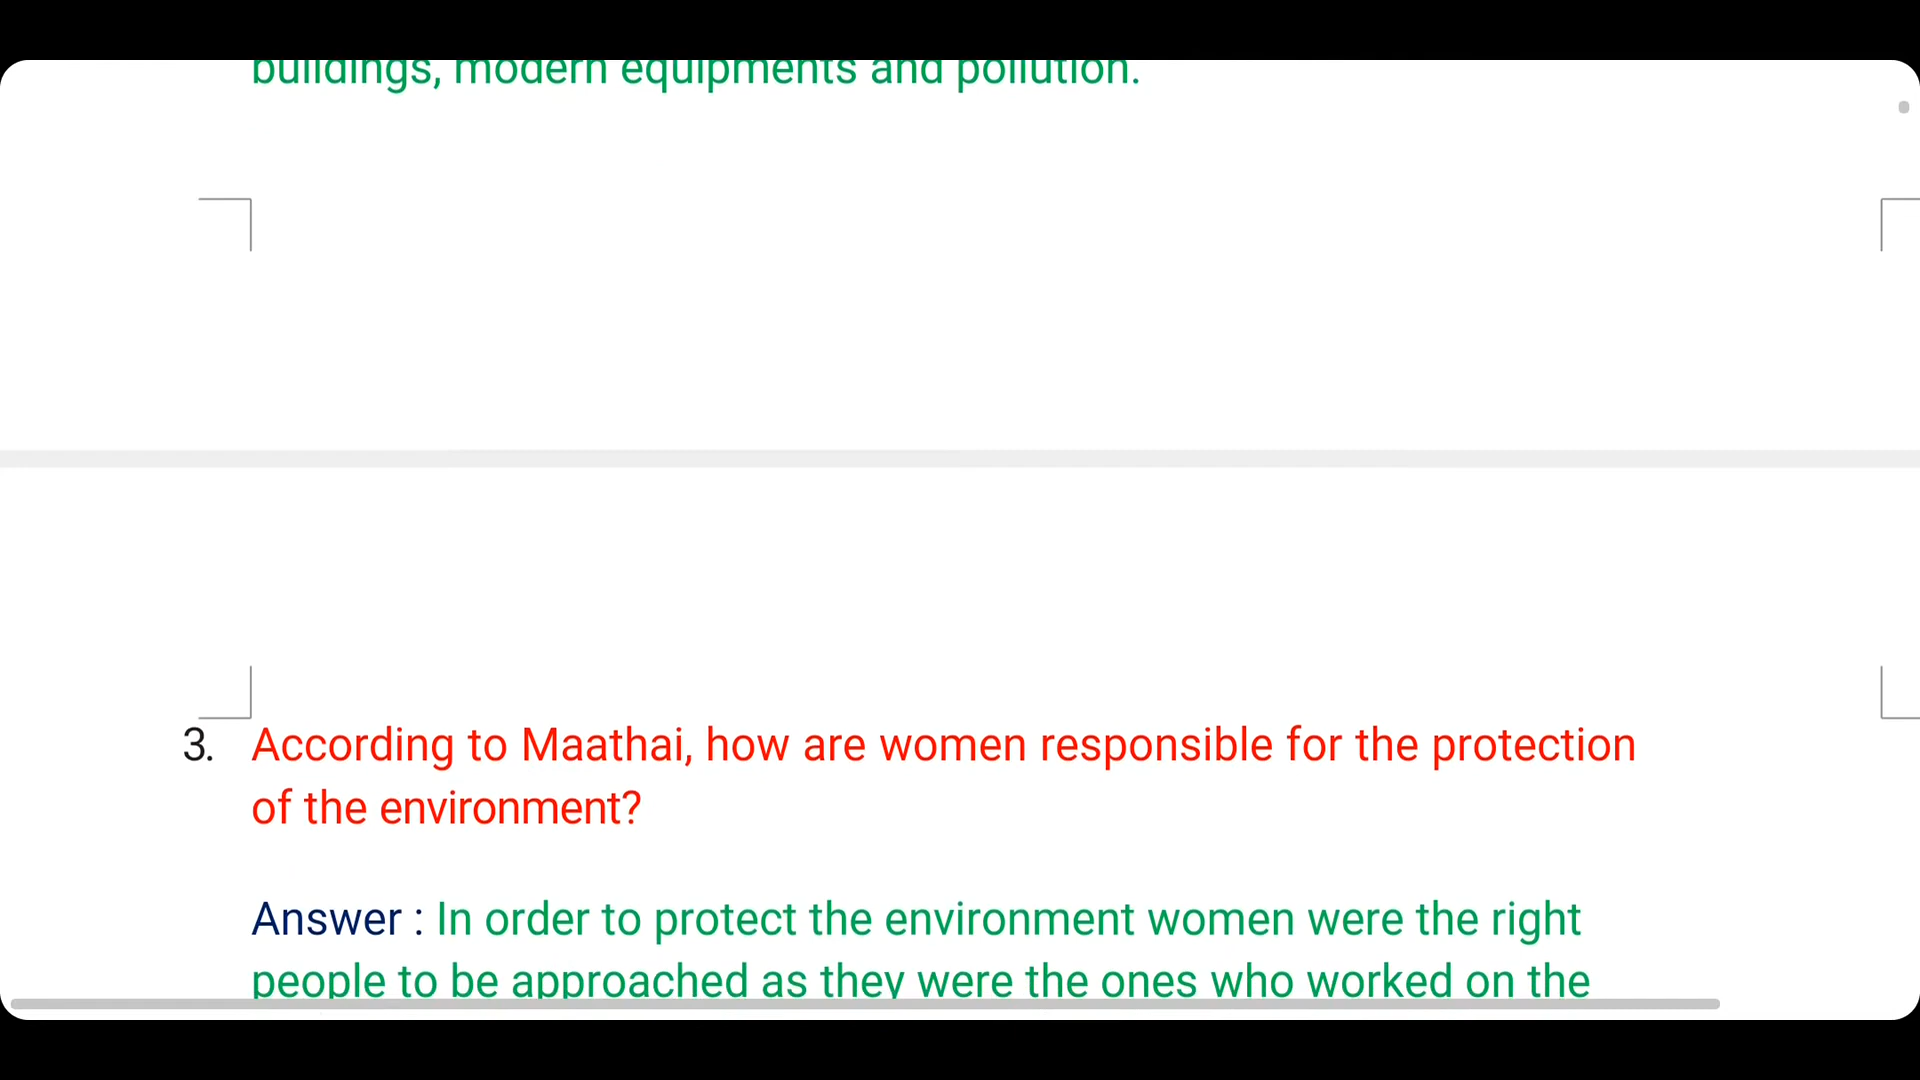 buildings, modern equipments and pollution.
3. According to Maathai, how are women responsible for the protection
of the environment?
Answer : In order to protect the environment women were the right
people to be approached as they were the ones who worked on the